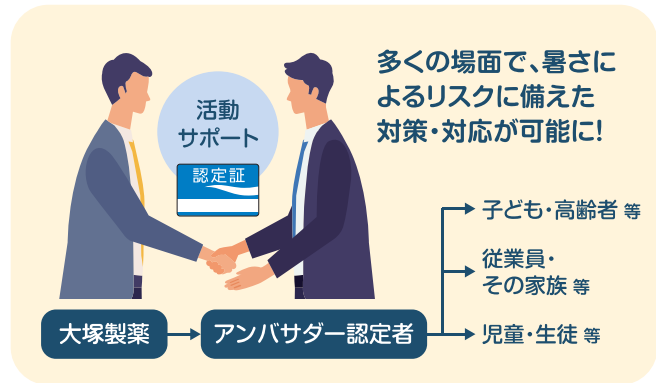 多くの場面で、暑さに
よるリスクに備えた
対策・対応が可能に!
活動
サポート
認定証
子ども・高齢者 等
従業員・
その家族 等
児童・生徒 等
大塚製薬
アンバサダー認定者